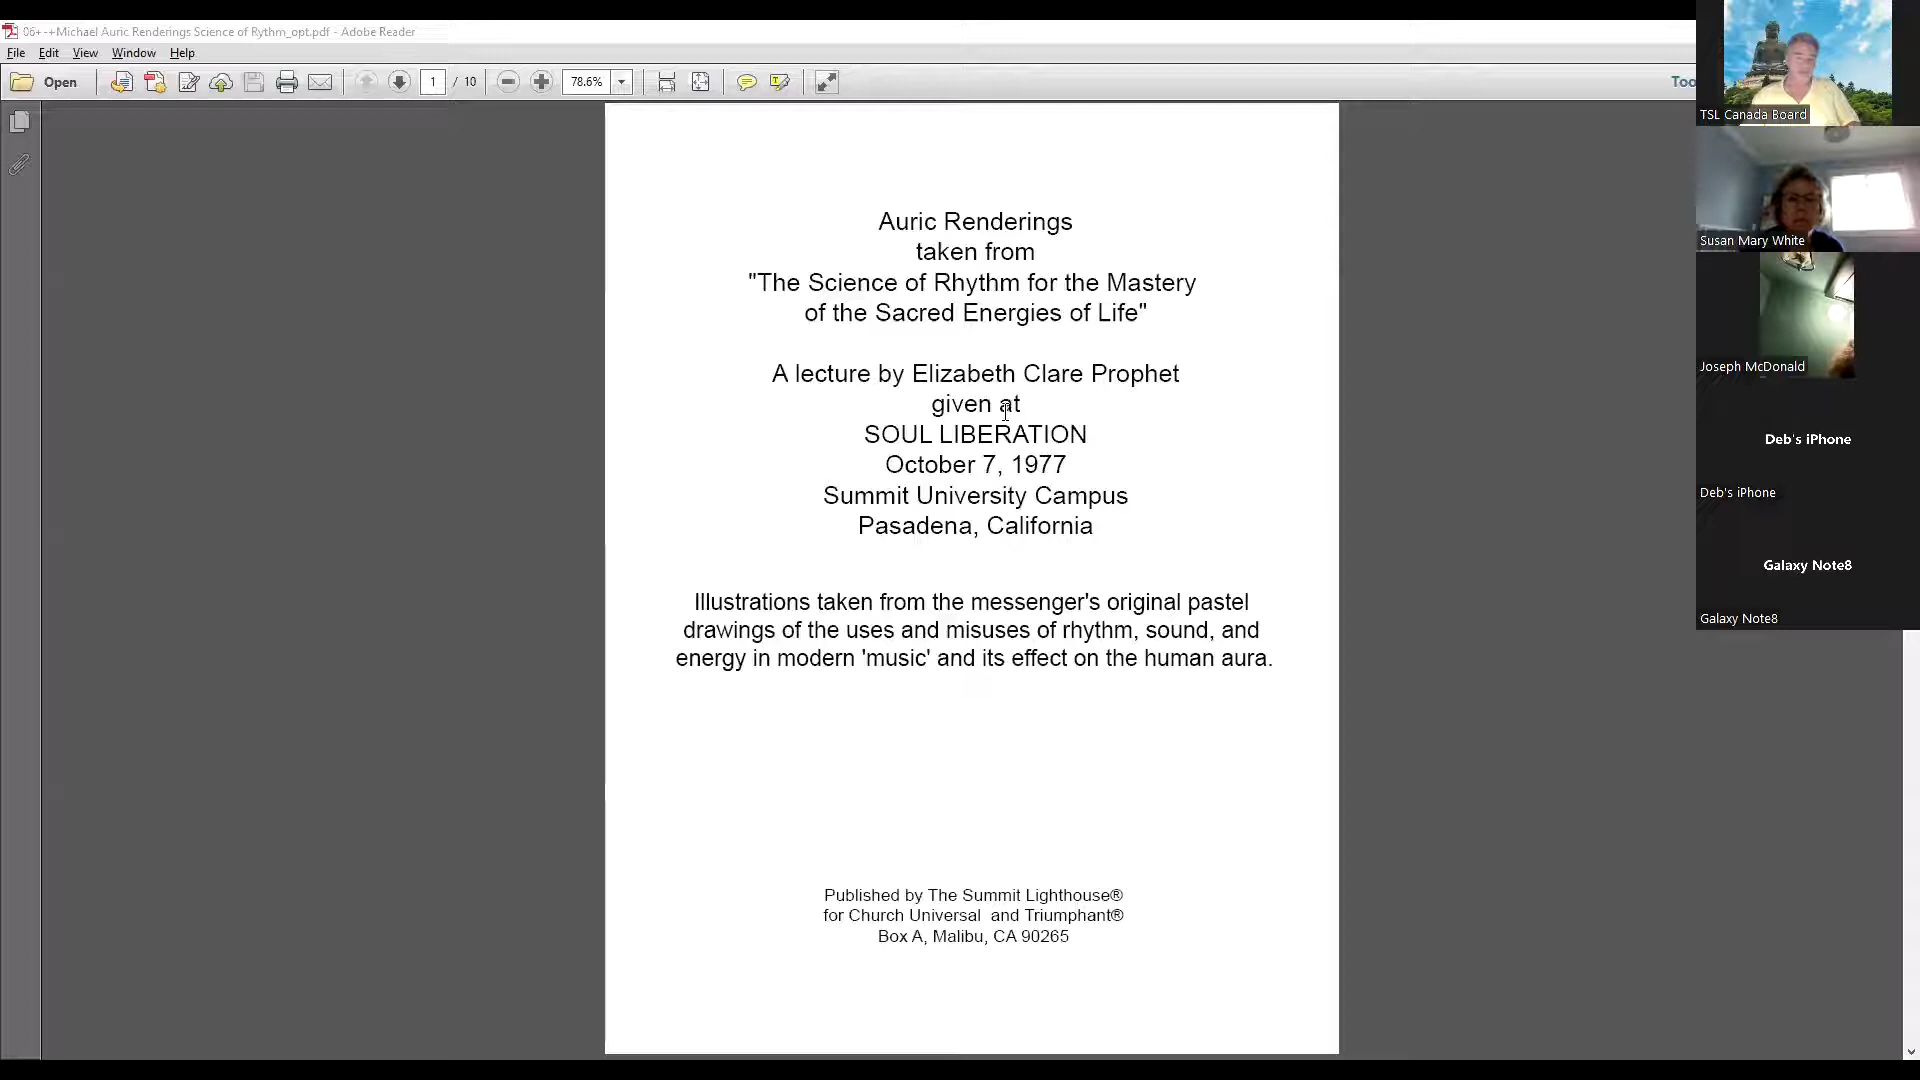 06+ -+Michael Auric Renderings Science of Rythm_opt.pdf - Adobe Reader
File Edit View Window Help
Open 1 / 10 78.6% Too
Auric Renderings
taken from
"The Science of Rhythm for the Mastery
of the Sacred Energies of Life"
A lecture by Elizabeth Clare Prophet
given at
SOUL LIBERATION
October 7, 1977
Summit University Campus
Pasadena, California
Illustrations taken from the messenger's original pastel
drawings of the uses and misuses of rhythm, sound, and
energy in modern 'music' and its effect on the human aura.
Published by The Summit Lighthouse®
for Church Universal and Triumphant®
Box A, Malibu, CA 90265
TSL Canada Board
Susan Mary White
Joseph McDonald
Deb's iPhone
Deb's iPhone
Galaxy Note8
Galaxy Note8